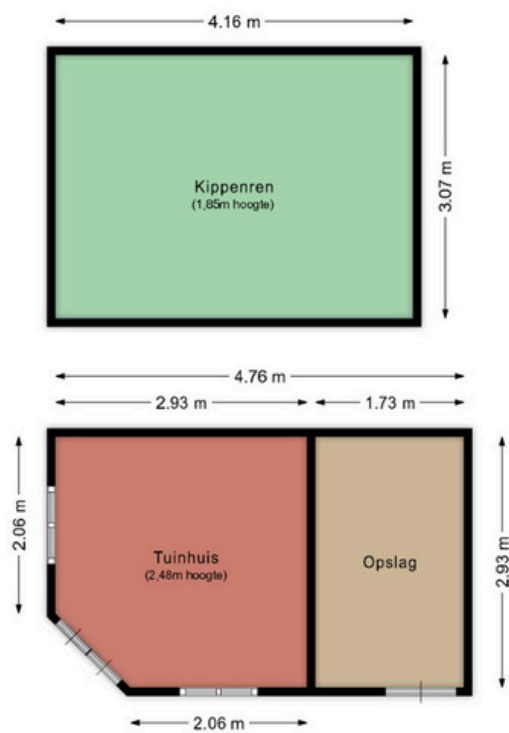 4.16 m
Kippenren
(1,85m hoogte)
3.07 m
4.76 m
2.93 m
1.73 m
2.06 m
Tuinhuis
(2,48m hoogte)
Opslag
2.93 m
2.06 m